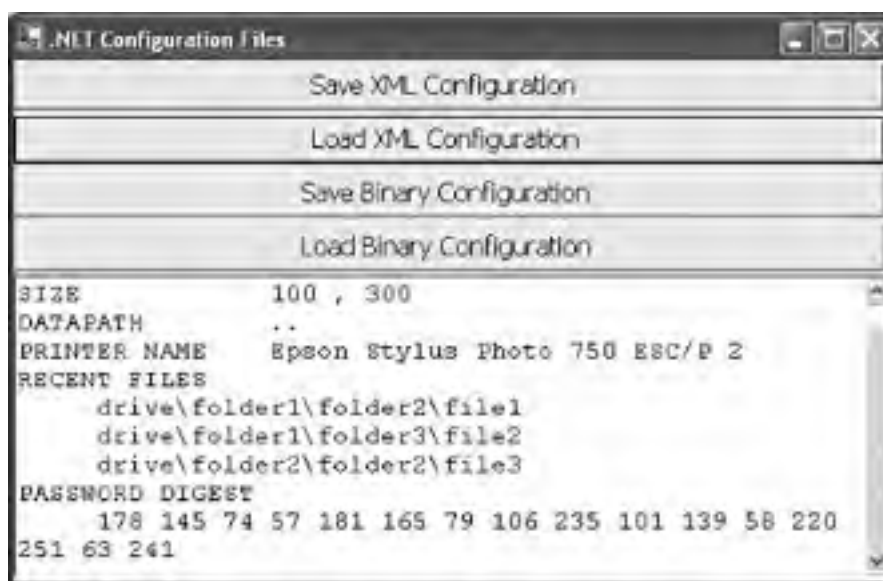 .NET Configuration Files
Save XML Configuration
Load XML Configuration
Save Binary Configuration
Load Binary Configuration
SIZE 100 , 300
DATAPATH ..
PRINTER NAME Epson Stylus Photo 750 ESC/P 2
RECENT FILES
drive\folder1\folder2\file1
drive\folder1\folder3\file2
drive\folder2\folder2\file3
PASSWORD DIGEST
178 145 74 57 181 165 79 106 235 101 139 58 220
251 63 241